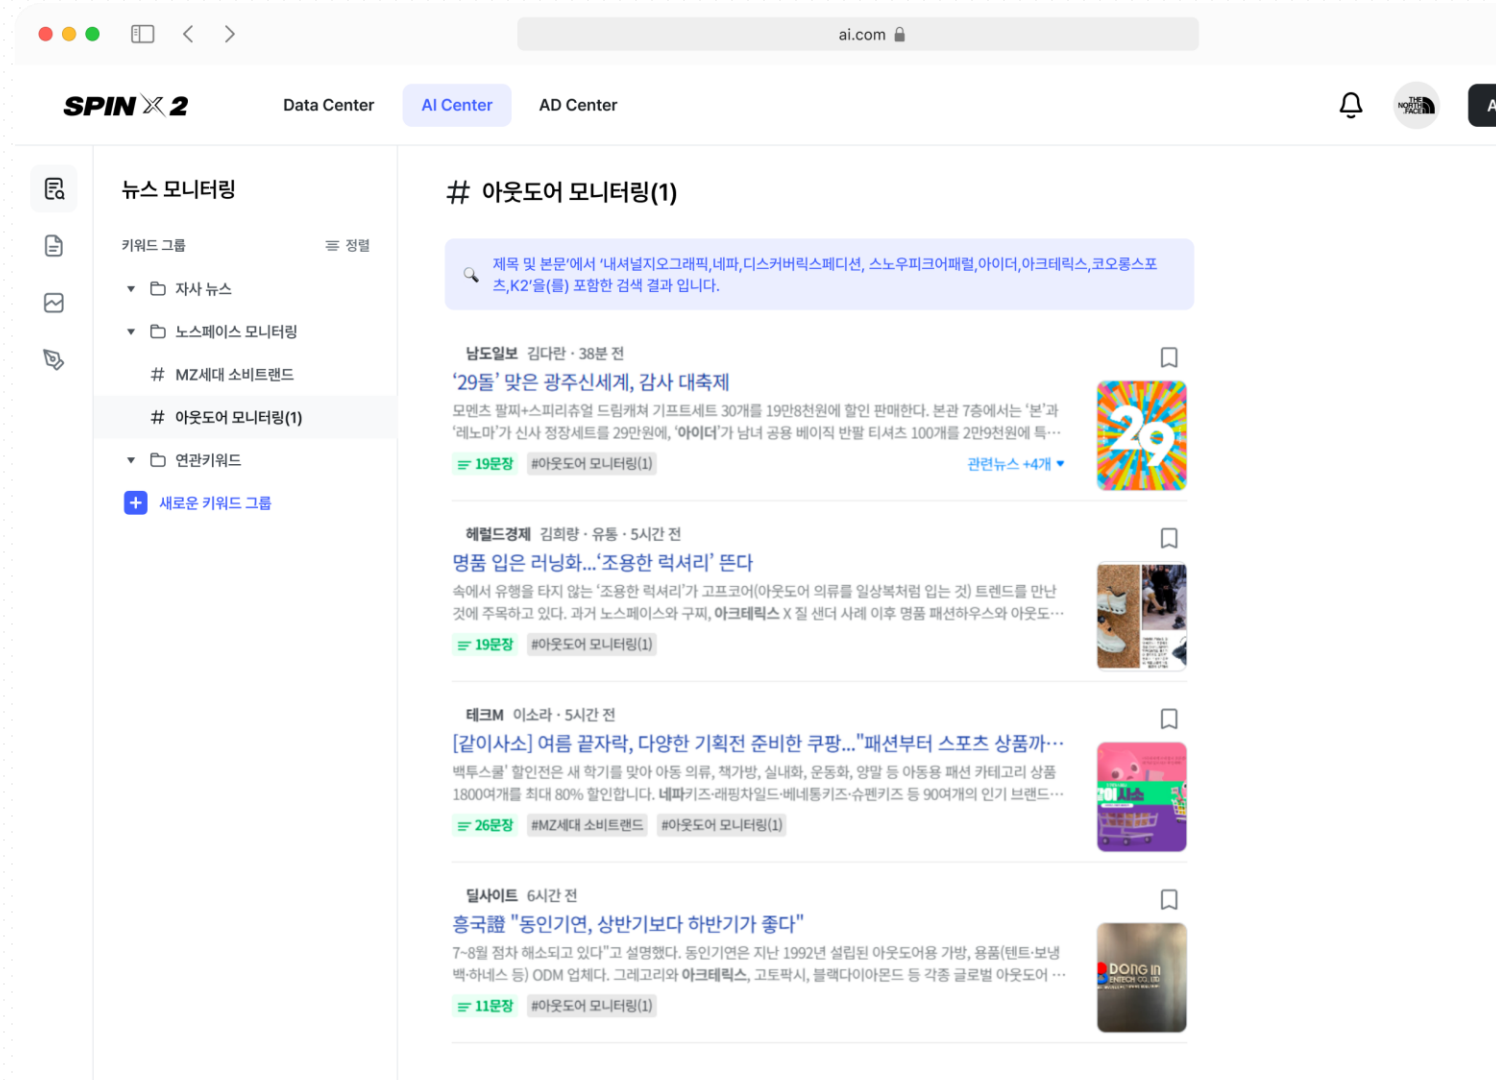 ai.com
SPIN X 2
Data Center
AI Center
AD Center
THE
NORTH
FACE
A
뉴스 모니터링
키워드 그룹
정렬
자사 뉴스
노스페이스 모니터링
# MZ세대 소비트랜드
# 아웃도어 모니터링(1)
연관키워드
+ 새로운 키워드 그룹
# 아웃도어 모니터링(1)
제목 및 본문'에서 '내셔널지오그래픽,네파,디스커버릭스페디션, 스노우피크어패럴,아이더,아크테릭스,코오롱스포
츠,K2'을(를) 포함한 검색 결과 입니다.
남도일보 김다란 · 38분 전
‘29돌’ 맞은 광주신세계, 감사 대축제
모멘츠 팔찌+스피리츄얼 드림캐쳐 기프트세트 30개를 19만8천원에 할인 판매한다. 본관 7층에서는 ‘본’과
‘레노마’가 신사 정장세트를 29만원에, ‘아이더’가 남녀 공용 베이직 반팔 티셔츠 100개를 2만9천원에 특···
19문장 #아웃도어 모니터링(1)
관련뉴스 +4개
29
헤럴드경제 김희량 · 유통 · 5시간 전
명품 입은 러닝화...‘조용한 럭셔리’ 뜬다
속에서 유행을 타지 않는 ‘조용한 럭셔리’가 고프코어(아웃도어 의류를 일상복처럼 입는 것) 트렌드를 만난
것에 주목하고 있다. 과거 노스페이스와 구찌, 아크테릭스 X 질 샌더 사례 이후 명품 패션하우스와 아웃도···
19문장 #아웃도어 모니터링(1)
테크M 이소라 · 5시간 전
[같이사소] 여름 끝자락, 다양한 기획전 준비한 쿠팡..."패션부터 스포츠 상품까···
백투스쿨' 할인전은 새 학기를 맞아 아동 의류, 책가방, 실내화, 운동화, 양말 등 아동용 패션 카테고리 상품
1800여개를 최대 80% 할인합니다. 네파키즈·래핑차일드·베네통키즈·슈펜키즈 등 90여개의 인기 브랜드···
26문장 #MZ세대 소비트랜드 #아웃도어 모니터링(1)
같이사소
딜사이트 6시간 전
흥국證 "동인기연, 상반기보다 하반기가 좋다"
7~8월 점차 해소되고 있다"고 설명했다. 동인기연은 지난 1992년 설립된 아웃도어용 가방, 용품(텐트·보냉
백·하네스 등) ODM 업체다. 그레고리와 아크테릭스, 고토팍시, 블랙다이아몬드 등 각종 글로벌 아웃도어 ···
11문장 #아웃도어 모니터링(1)
DONG IN
ENTECH CO. LTD